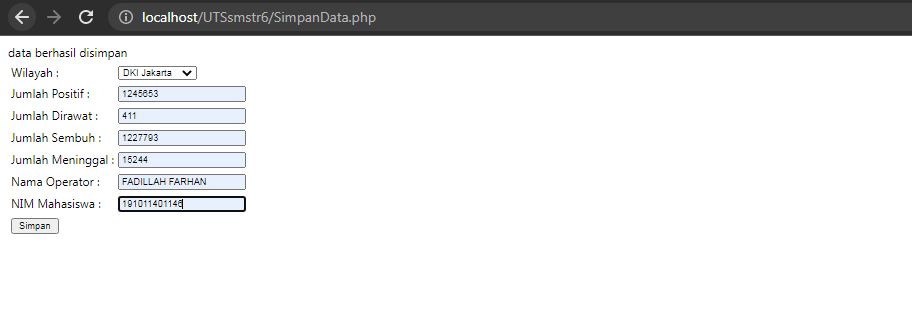 localhost/UTSsmstr6/SimpanData.php
data berhasil disimpan
Wilayah : DKI Jakarta
Jumlah Positif : 1245653
Jumlah Dirawat : 411
Jumlah Sembuh : 1227793
Jumlah Meninggal : 15244
Nama Operator : FADILLAH FARHAN
NIM Mahasiswa : 191011401146
Simpan